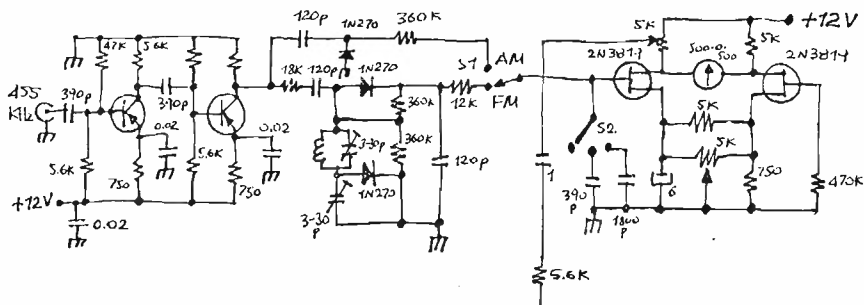 120p
1N270
360K
+12V
47K
5.6K
S1
AM
5K
500-0-
500
5K
2N3819
2N3819
455
KHz
390p
390p
18K
120p
1N270
12K
FM
360K
0.02
0.02
3-30p
360K
S2
5K
5K
5.6K
750
5.6K
750
1N270
120p
1
390
p
1800
p
6
750
470K
+12V
0.02
3-30
p
5.6K